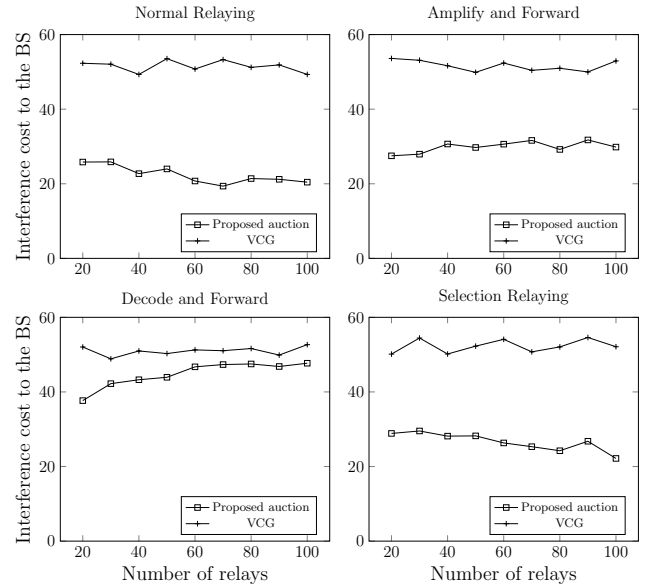 Normal Relaying
Interference cost to the BS
60
40
20
0
20 40 60 80 100
Proposed auction
VCG
Amplify and Forward
60
40
20
0
20 40 60 80 100
Proposed auction
VCG
Decode and Forward
Interference cost to the BS
60
40
20
0
20 40 60 80 100
Number of relays
Proposed auction
VCG
Selection Relaying
60
40
20
0
20 40 60 80 100
Number of relays
Proposed auction
VCG